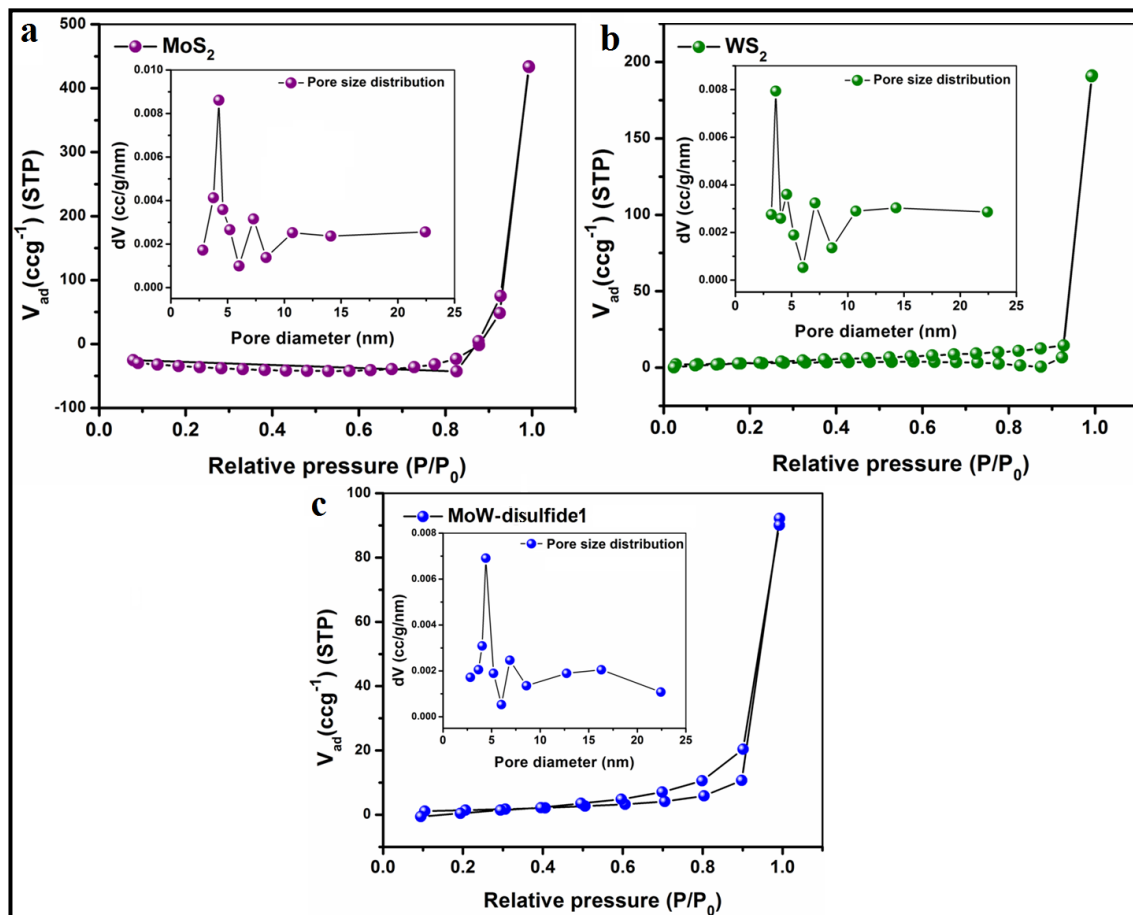 a
MoS₂
Pore size distribution
dV (cc/g/nm)
0.010
0.008
0.006
0.004
0.002
0.000
0 5 10 15 20 25
Pore diameter (nm)
V_ad(ccg⁻¹) (STP)
500
400
300
200
100
0
-100
0.0 0.2 0.4 0.6 0.8 1.0
Relative pressure (P/P₀)
b
WS₂
Pore size distribution
dV (cc/g/nm)
0.008
0.006
0.004
0.002
0.000
0 5 10 15 20 25
Pore diameter (nm)
V_ad(ccg⁻¹) (STP)
200
150
100
50
0
0.0 0.2 0.4 0.6 0.8 1.0
Relative pressure (P/P₀)
c
MoW-disulfide1
Pore size distribution
dV (cc/g/nm)
0.008
0.006
0.004
0.002
0.000
0 5 10 15 20 25
Pore diameter (nm)
V_ad(ccg⁻¹) (STP)
100
80
60
40
20
0
0.0 0.2 0.4 0.6 0.8 1.0
Relative pressure (P/P₀)